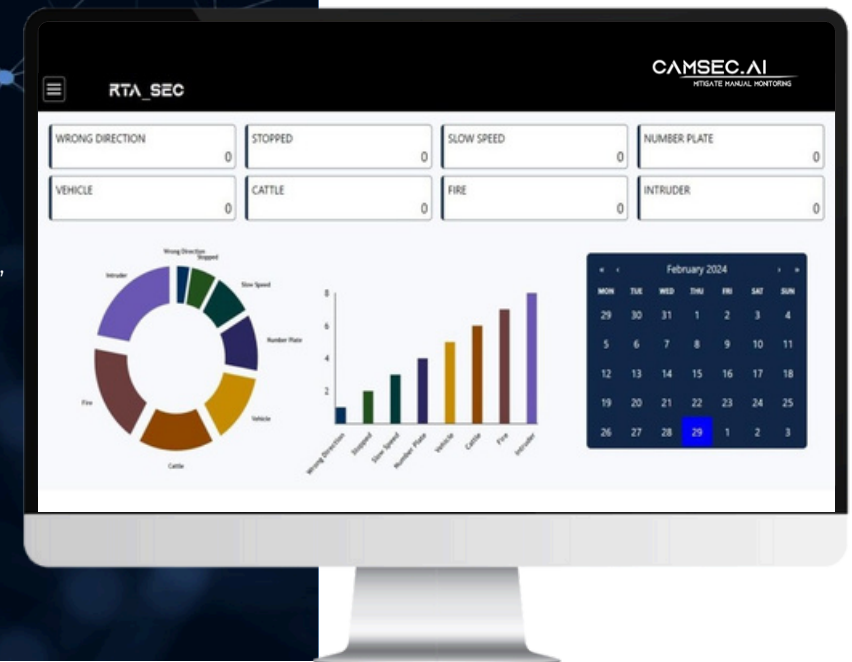 CAMSEC.AI
MITIGATE MANUAL MONITORING
RTA_SEC
WRONG DIRECTION
0
STOPPED
0
SLOW SPEED
0
NUMBER PLATE
0
VEHICLE
0
CATTLE
0
FIRE
0
INTRUDER
0
Wrong Direction
Stopped
Slow Speed
Number Plate
Vehicle
Cattle
Fire
Intruder
8
6
4
2
Wrong Direction
Stopped
Slow Speed
Number Plate
Vehicle
Cattle
Fire
Intruder
« ‹ February 2024 › »
MON TUE WED THU FRI SAT SUN
29 30 31 1 2 3 4
5 6 7 8 9 10 11
12 13 14 15 16 17 18
19 20 21 22 23 24 25
26 27 28 29 1 2 3
,